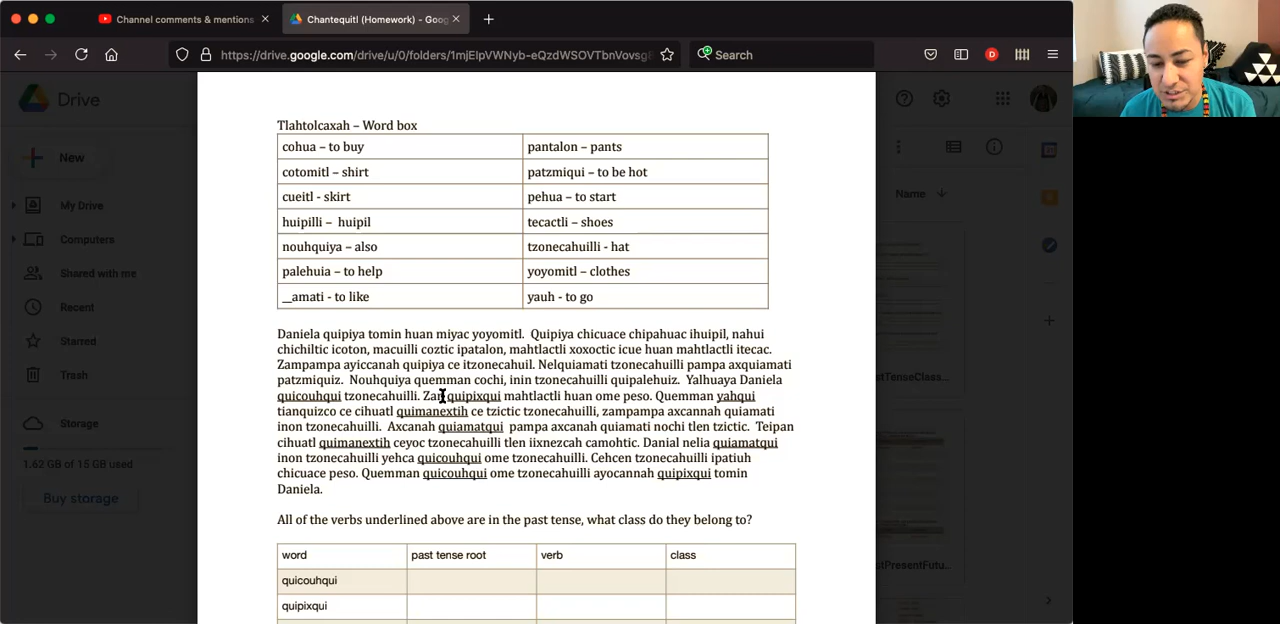 Channel comments & mentions
Chantequitl (Homework) - Goog
https://drive.google.com/drive/u/0/folders/1mjElpVWNyb-eQzdWSOVTbnVovsg
Search
Drive
New
My Drive
Computers
Shared with me
Recent
Starred
Trash
Storage
1.62 GB of 15 GB used
Buy storage
Name
Tlahtolcaxah – Word box
cohua – to buy
pantalon – pants
cotomitl – shirt
patzmiqui – to be hot
cueitl - skirt
pehua – to start
huipilli – huipil
tecactli – shoes
nouhquiya – also
tzonecahuilli - hat
palehuia – to help
yoyomitl – clothes
__amati - to like
yauh - to go
Daniela quipiya tomin huan miyac yoyomitl. Quipiya chicuace chipahuac ihuipil, nahui
chichiltic icoton, macuilli coztic ipatalon, mahtlactli xoxoctic icue huan mahtlactli itecac.
Zampampa ayiccanah quipiya ce itzonecahuil. Nelquiamati tzonecahuilli pampa axquiamati
patzmiquiz. Nouhquiya quemman cochi, inin tzonecahuilli quipalehuiz. Yalhuaya Daniela
quicouhqui tzonecahuilli. Zan quipixqui mahtlactli huan ome peso. Quemman yahqui
tianquizco ce cihuatl quimanextih ce tzictic tzonecahuilli, zampampa axcannah quiamati
inon tzonecahuilli. Axcanah quiamatqui pampa axcanah quiamati nochi tlen tzictic. Teipan
cihuatl quimanextih ceyoc tzonecahuilli tlen iixnezcah camohtic. Danial nelia quiamatqui
inon tzonecahuilli yehca quicouhqui ome tzonecahuilli. Cehcen tzonecahuilli ipatiuh
chicuace peso. Quemman quicouhqui ome tzonecahuilli ayocannah quipixqui tomin
Daniela.
All of the verbs underlined above are in the past tense, what class do they belong to?
word past tense root verb class
quicouhqui
quipixqui
astTenseClass
stPresentFutu